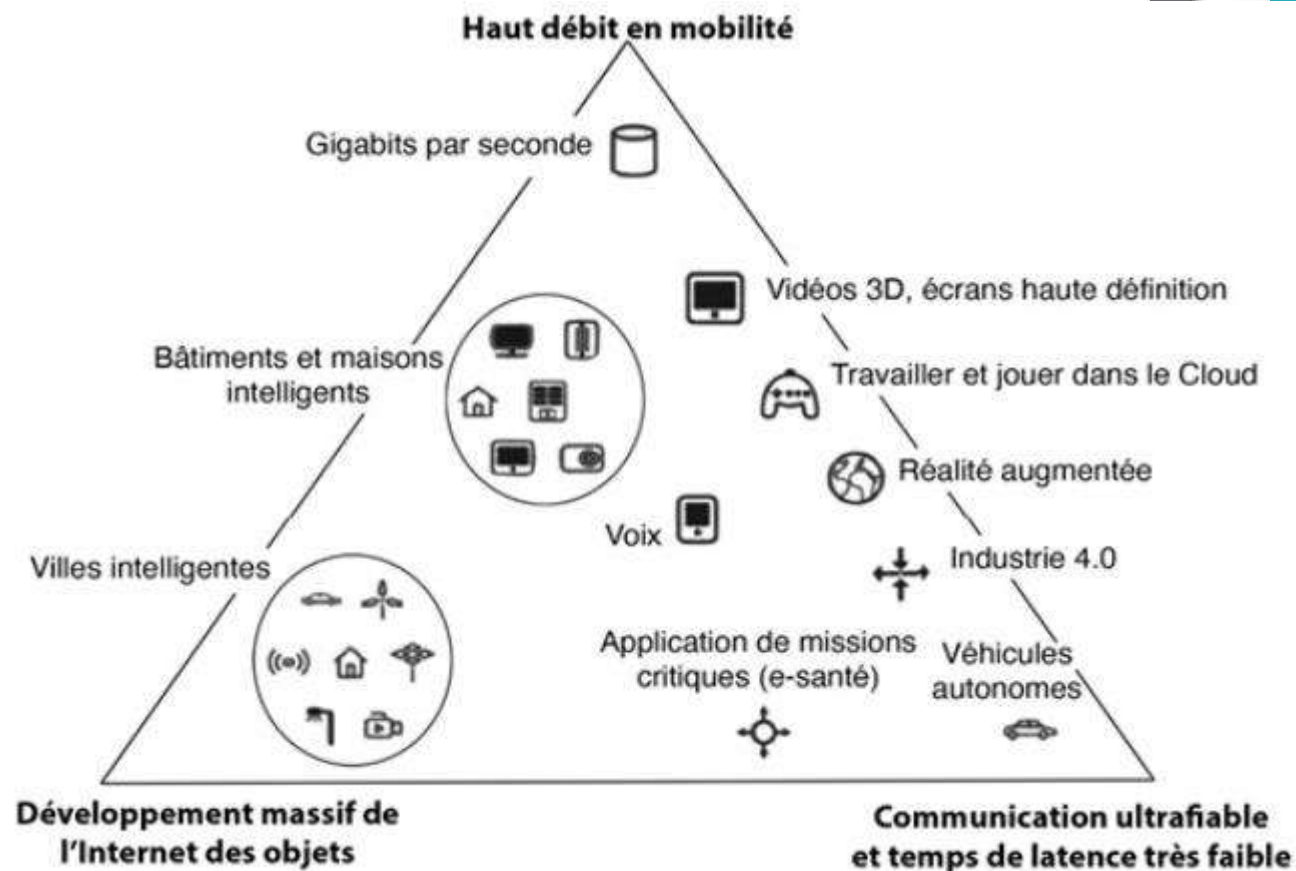 Haut débit en mobilité
Gigabits par seconde
Vidéos 3D, écrans haute définition
Bâtiments et maisons
intelligents
Travailler et jouer dans le Cloud
Réalité augmentée
Voix
Industrie 4.0
Villes intelligentes
Application de missions
critiques (e-santé)
Véhicules
autonomes
Développement massif de
l'Internet des objets
Communication ultrafiable
et temps de latence très faible